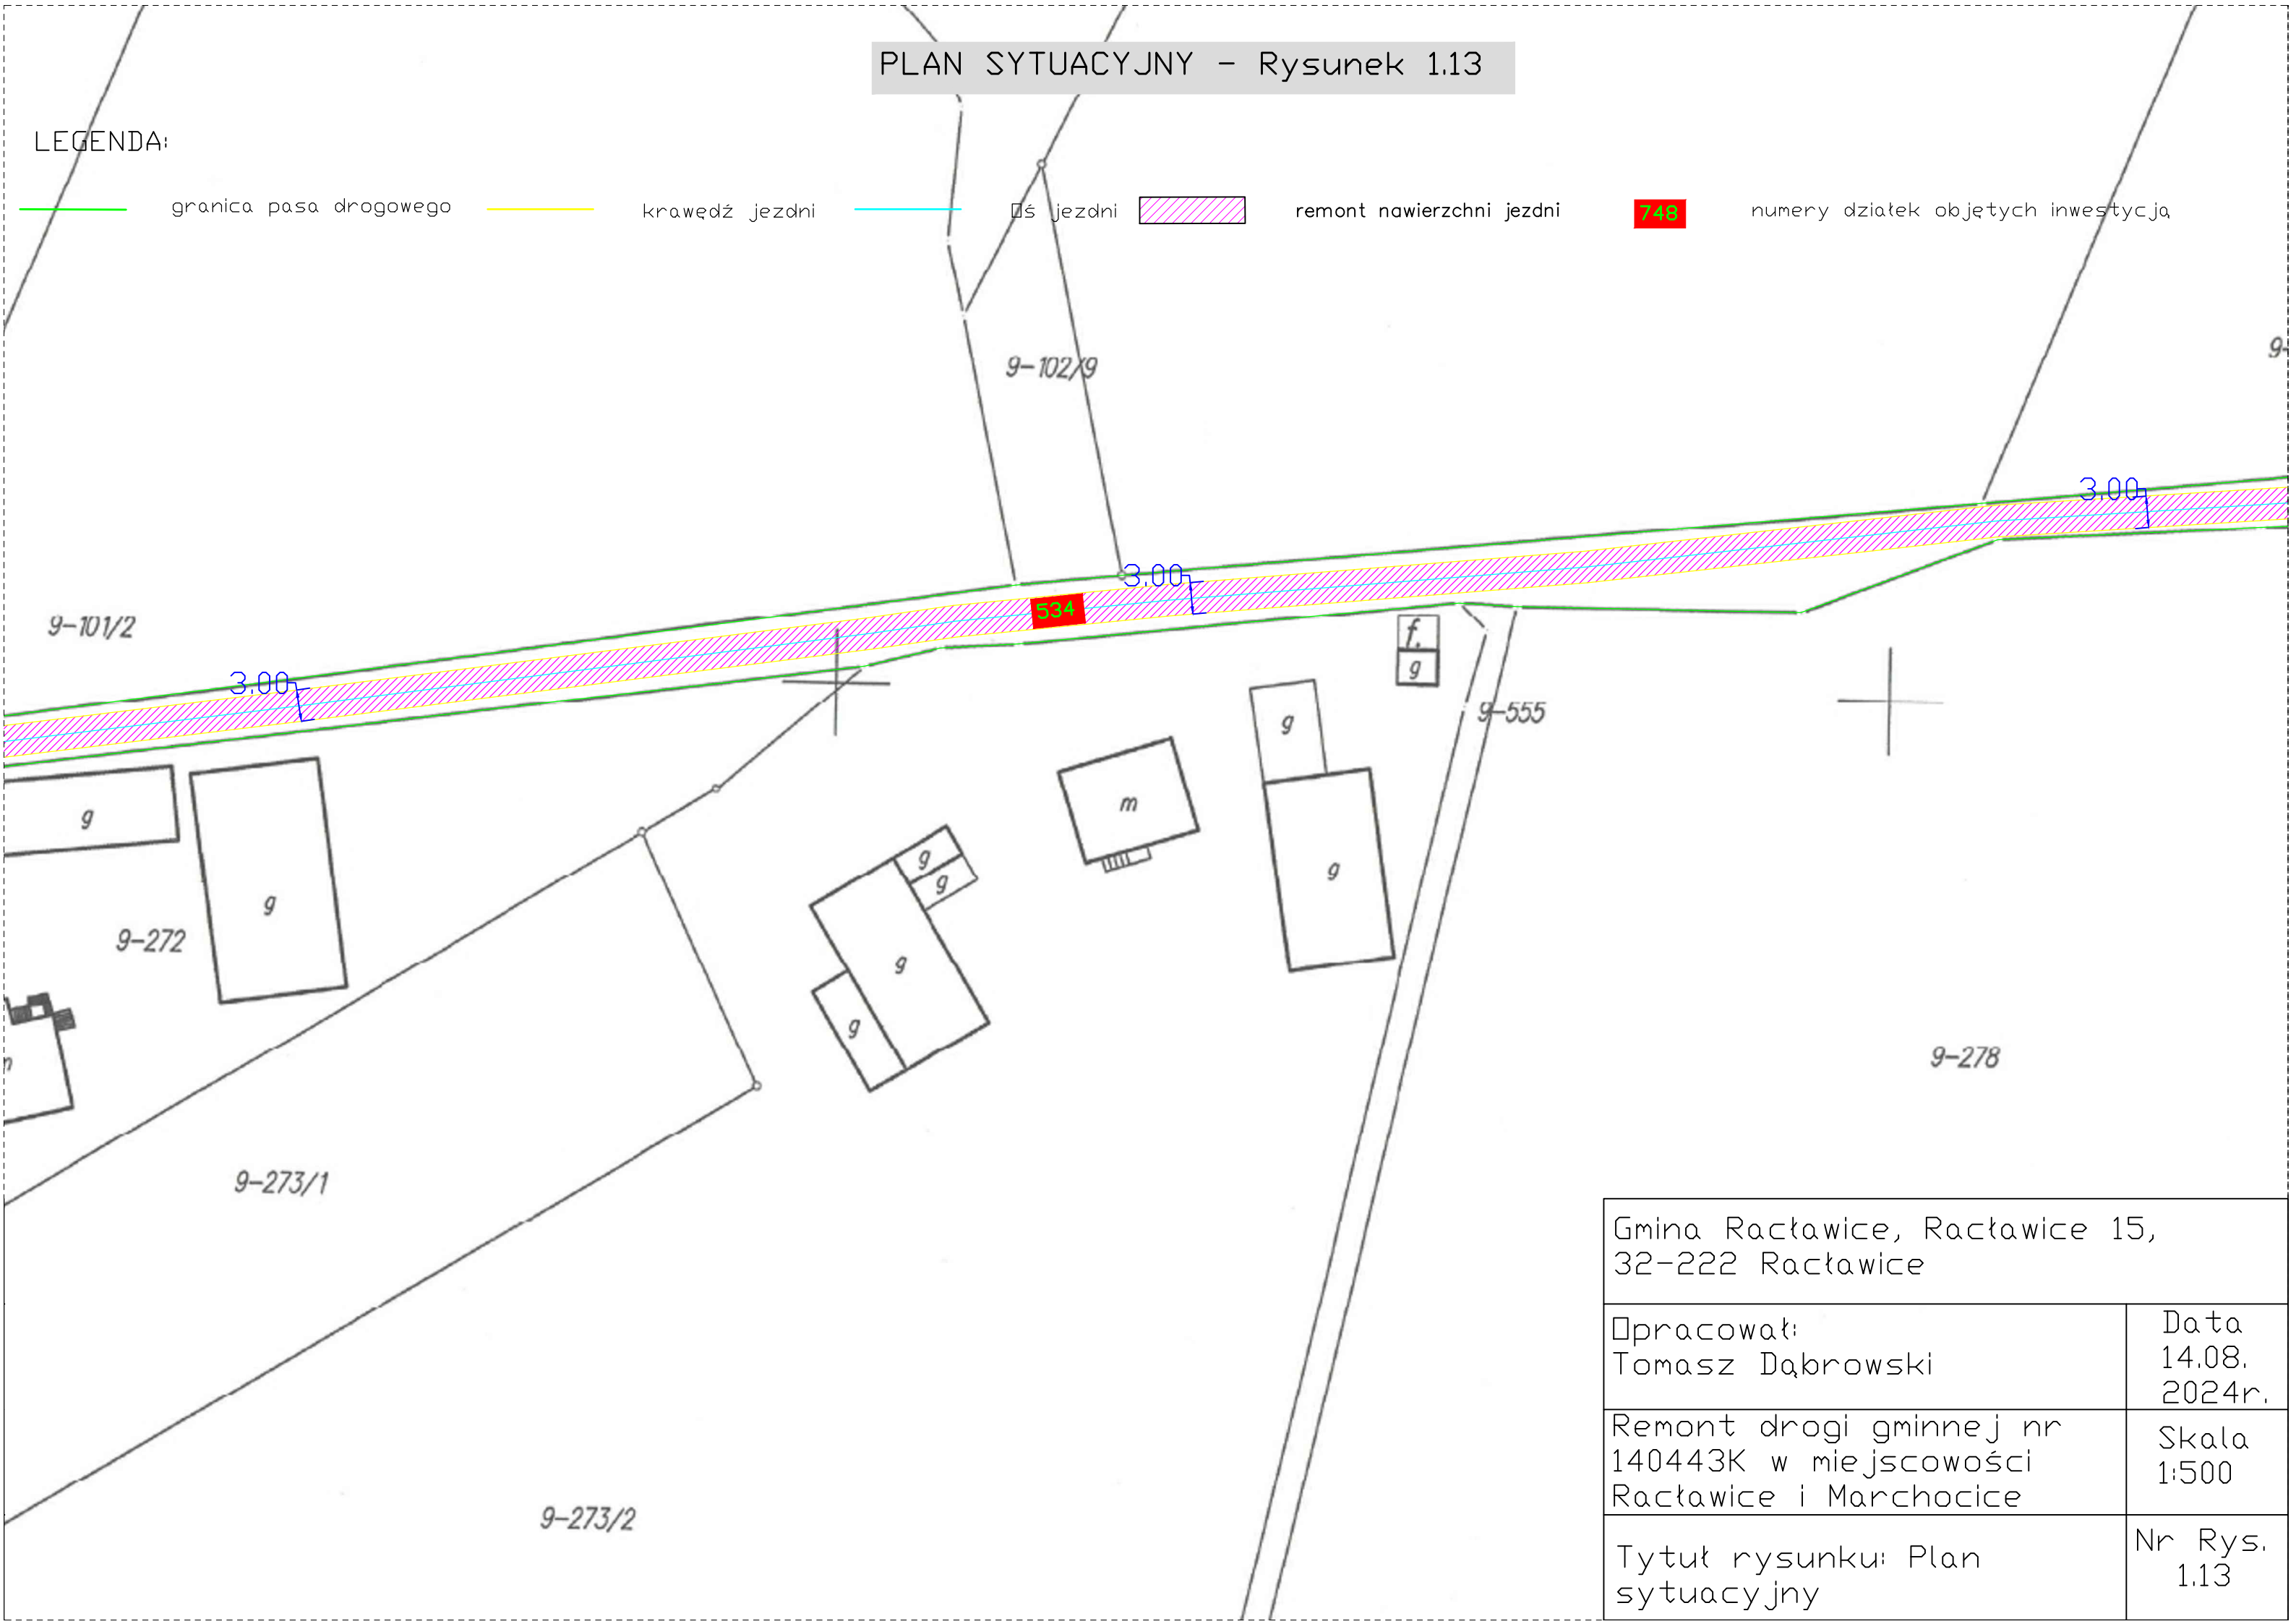 PLAN SYTUACYJNY - Rysunek 1.13
LEGENDA:
granica pasa drogowego
krawędź jezdni
Oś jezdni
remont nawierzchni jezdni
748
numery działek objętych inwestycją
9-
9-102/9
3.00
3.00
534
9-101/2
3.00
f.
g
9-555
g
g
m
g
g
g
g
g
9-272
g
g
9-278
9-273/1
9-273/2
Gmina Racławice, Racławice 15,
32-222 Racławice
Opracował:
Tomasz Dąbrowski
Data
14.08.
2024r.
Remont drogi gminnej nr
140443K w miejscowości
Racławice i Marchocice
Skala
1:500
Tytuł rysunku: Plan
sytuacyjny
Nr Rys.
1.13